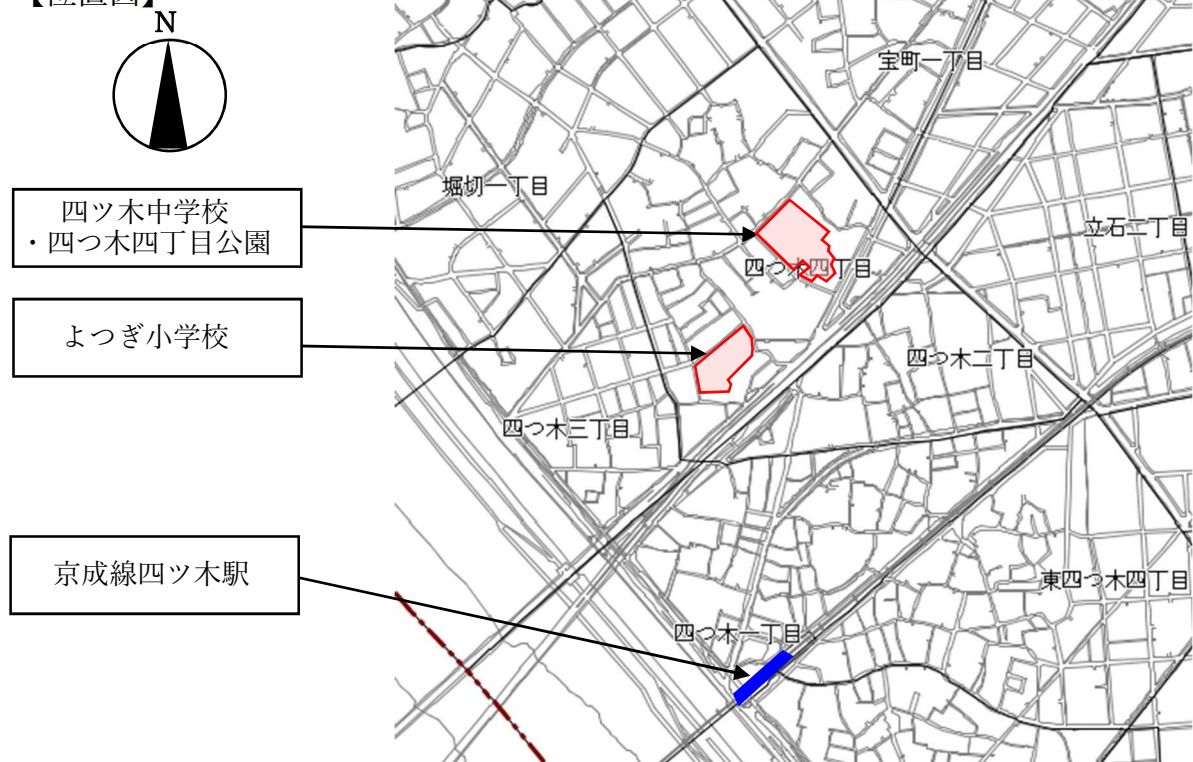 【位置図】
N
四ツ木中学校
・四つ木四丁目公園
よつぎ小学校
京成線四ツ木駅
宝町一丁目
堀切一丁目
立石二丁目
四つ木四丁目
四つ木二丁目
四つ木三丁目
東四つ木四丁目
四つ木一丁目